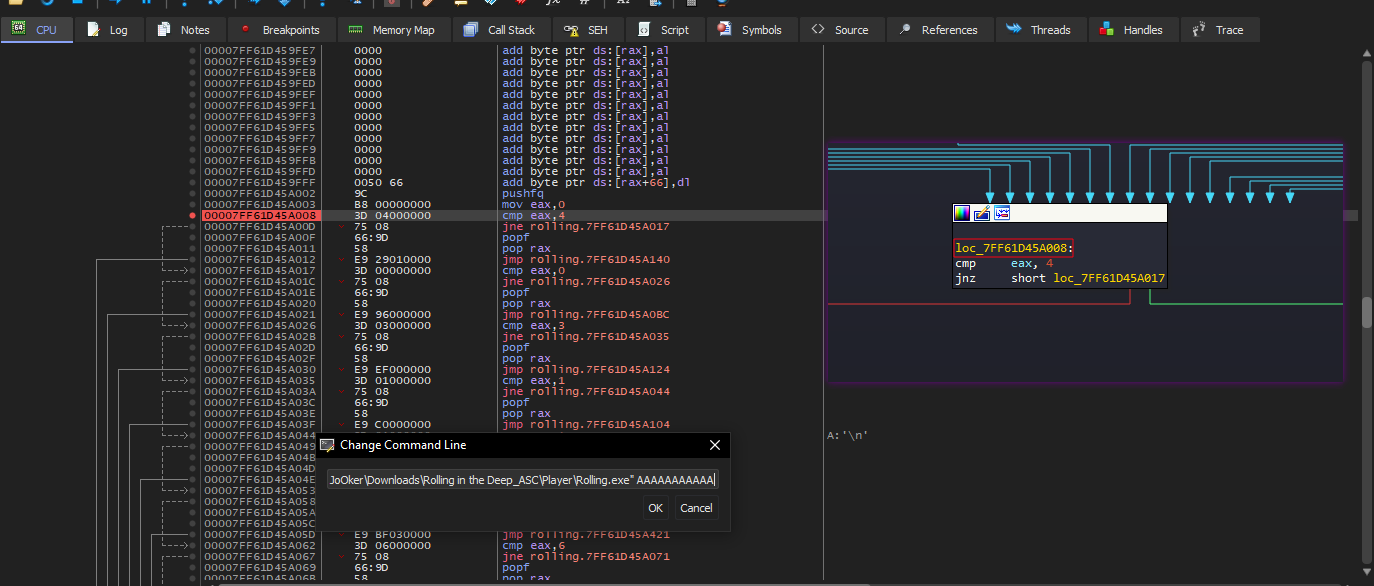 CPU Log Notes Breakpoints Memory Map Call Stack SEH Script Symbols Source References Threads Handles Trace
00007FF61D459FE7 0000 add byte ptr ds:[rax],al
00007FF61D459FE9 0000 add byte ptr ds:[rax],al
00007FF61D459FEB 0000 add byte ptr ds:[rax],al
00007FF61D459FED 0000 add byte ptr ds:[rax],al
00007FF61D459FEF 0000 add byte ptr ds:[rax],al
00007FF61D459FF1 0000 add byte ptr ds:[rax],al
00007FF61D459FF3 0000 add byte ptr ds:[rax],al
00007FF61D459FF5 0000 add byte ptr ds:[rax],al
00007FF61D459FF7 0000 add byte ptr ds:[rax],al
00007FF61D459FF9 0000 add byte ptr ds:[rax],al
00007FF61D459FFB 0000 add byte ptr ds:[rax],al
00007FF61D459FFD 0000 add byte ptr ds:[rax],al
00007FF61D459FFF 0050 66 add byte ptr ds:[rax+66],dl
00007FF61D45A002 9C pushfq
00007FF61D45A003 B8 00000000 mov eax,0
00007FF61D45A008 3D 04000000 cmp eax,4
00007FF61D45A00D 75 08 jne rolling.7FF61D45A017
00007FF61D45A00F 66:9D popf
00007FF61D45A011 58 pop rax
00007FF61D45A012 E9 29010000 jmp rolling.7FF61D45A140
00007FF61D45A017 3D 00000000 cmp eax,0
00007FF61D45A01C 75 08 jne rolling.7FF61D45A026
00007FF61D45A01E 66:9D popf
00007FF61D45A020 58 pop rax
00007FF61D45A021 E9 96000000 jmp rolling.7FF61D45A0BC
00007FF61D45A026 3D 03000000 cmp eax,3
00007FF61D45A02B 75 08 jne rolling.7FF61D45A035
00007FF61D45A02D 66:9D popf
00007FF61D45A02F 58 pop rax
00007FF61D45A030 E9 EF000000 jmp rolling.7FF61D45A124
00007FF61D45A035 3D 01000000 cmp eax,1
00007FF61D45A03A 75 08 jne rolling.7FF61D45A044
00007FF61D45A03C 66:9D popf
00007FF61D45A03E 58 pop rax
00007FF61D45A03F E9 C0000000 jmp rolling.7FF61D45A104
00007FF61D45A044
00007FF61D45A049
00007FF61D45A04B
00007FF61D45A04D
00007FF61D45A04E
00007FF61D45A053
00007FF61D45A058
00007FF61D45A05A
00007FF61D45A05C
00007FF61D45A05D E9 BF030000 jmp rolling.7FF61D45A421
00007FF61D45A062 3D 06000000 cmp eax,6
00007FF61D45A067 75 08 jne rolling.7FF61D45A071
00007FF61D45A069 66:9D popf
00007FF61D45A06B 58 pop rax
loc_7FF61D45A008:
cmp eax, 4
jnz short loc_7FF61D45A017
A:'\n'
Change Command Line
JoOker\Downloads\Rolling in the Deep_ASC\Player\Rolling.exe" AAAAAAAAAAA
OK Cancel